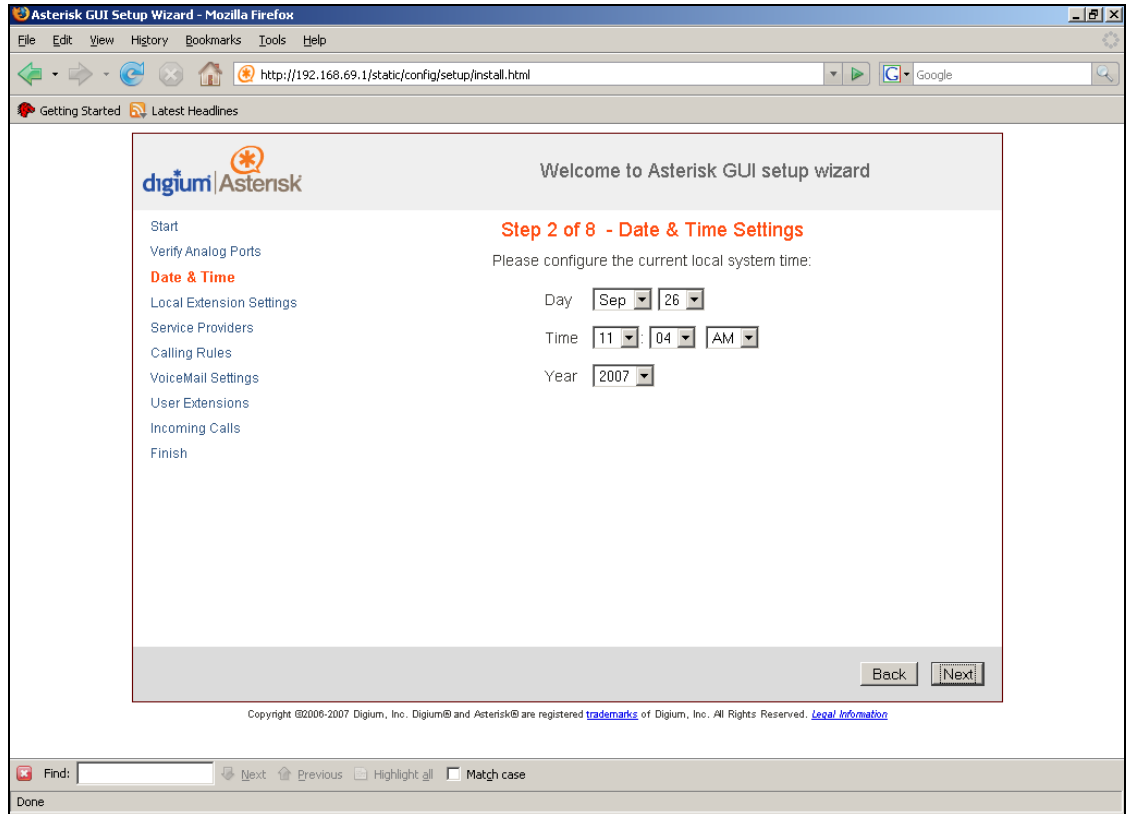 Asterisk GUI Setup Wizard - Mozilla Firefox
File Edit View History Bookmarks Tools Help
http://192.168.69.1/static/config/setup/install.html
G Google
Getting Started Latest Headlines
digium Asterisk
Welcome to Asterisk GUI setup wizard
Start
Verify Analog Ports
Date & Time
Local Extension Settings
Service Providers
Calling Rules
VoiceMail Settings
User Extensions
Incoming Calls
Finish
Step 2 of 8 - Date & Time Settings
Please configure the current local system time:
Day Sep 26
Time 11 : 04 AM
Year 2007
Back Next
Copyright ©2006-2007 Digium, Inc. Digium® and Asterisk® are registered trademarks of Digium, Inc. All Rights Reserved. Legal Information
Find: Next Previous Highlight all Match case
Done